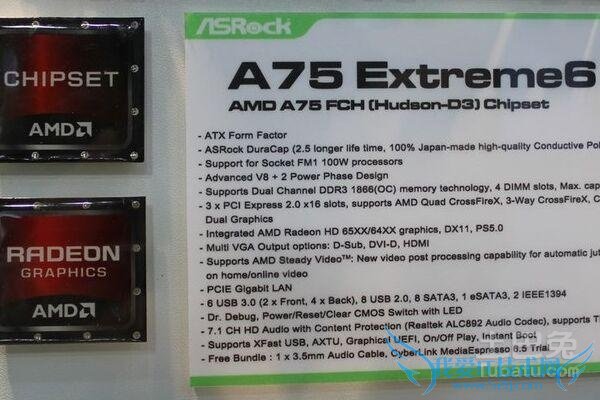 CHIPSET
AMD
RADEON
GRAPHICS
AMD
ASRock
A75 Extreme6
AMD A75 FCH (Hudson-D3) Chipset
- ATX Form Factor
- ASRock DuraCap (2.5 longer life time, 100% Japan-made high-quality Conductive Pol
- Support for Socket FM1 100W processors
- Advanced V8 + 2 Power Phase Design
- Supports Dual Channel DDR3 1866(OC) memory technology, 4 DIMM slots, Max. cap
- 3 x PCI Express 2.0 x16 slots, supports AMD Quad CrossFireX, 3-Way CrossFireX, C
Dual Graphics
- Integrated AMD Radeon HD 65XX/64XX graphics, DX11, PS5.0
- Multi VGA Output options: D-Sub, DVI-D, HDMI
- Supports AMD Steady Video™: New video post processing capability for automatic jut
on home/online video
- PCIE Gigabit LAN
- 6 USB 3.0 (2 x Front, 4 x Back), 8 USB 2.0, 8 SATA3, 1 eSATA3, 2 IEEE1394
- Dr. Debug, Power/Reset/Clear CMOS Switch with LED
- 7.1 CH HD Audio with Content Protection (Realtek ALC892 Audio Codec), supports T
- Supports XFast USB, AXTU, Graphical UEFI, On/Off Play, Instant Boot
- Free Bundle : 1 x 3.5mm Audio Cable, CyberLink MediaEspresso 6.5 Trial
Tubatu.com